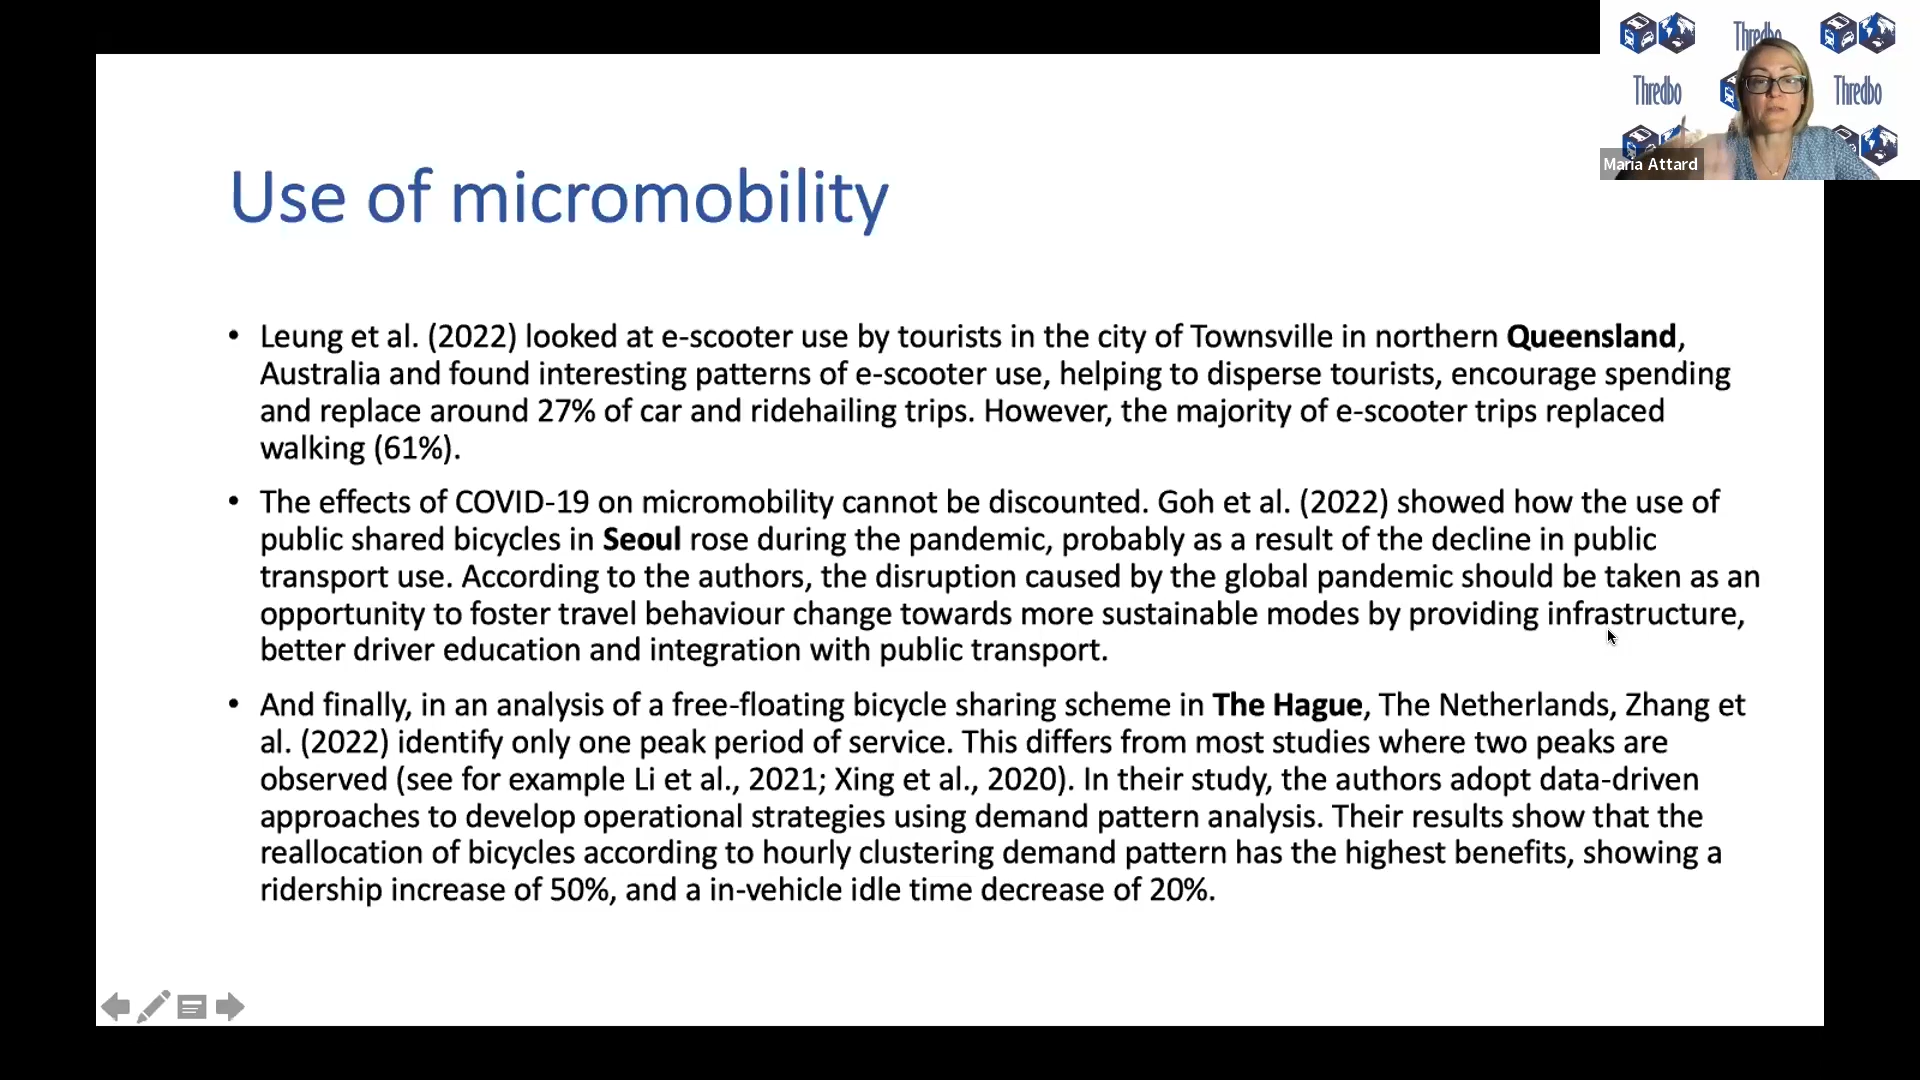 Thredbo
Thredbo
Thredbo
Maria Attard
Use of micromobility
• Leung et al. (2022) looked at e-scooter use by tourists in the city of Townsville in northern Queensland,
Australia and found interesting patterns of e-scooter use, helping to disperse tourists, encourage spending
and replace around 27% of car and ridehailing trips. However, the majority of e-scooter trips replaced
walking (61%).
• The effects of COVID-19 on micromobility cannot be discounted. Goh et al. (2022) showed how the use of
public shared bicycles in Seoul rose during the pandemic, probably as a result of the decline in public
transport use. According to the authors, the disruption caused by the global pandemic should be taken as an
opportunity to foster travel behaviour change towards more sustainable modes by providing infrastructure,
better driver education and integration with public transport.
• And finally, in an analysis of a free-floating bicycle sharing scheme in The Hague, The Netherlands, Zhang et
al. (2022) identify only one peak period of service. This differs from most studies where two peaks are
observed (see for example Li et al., 2021; Xing et al., 2020). In their study, the authors adopt data-driven
approaches to develop operational strategies using demand pattern analysis. Their results show that the
reallocation of bicycles according to hourly clustering demand pattern has the highest benefits, showing a
ridership increase of 50%, and a in-vehicle idle time decrease of 20%.